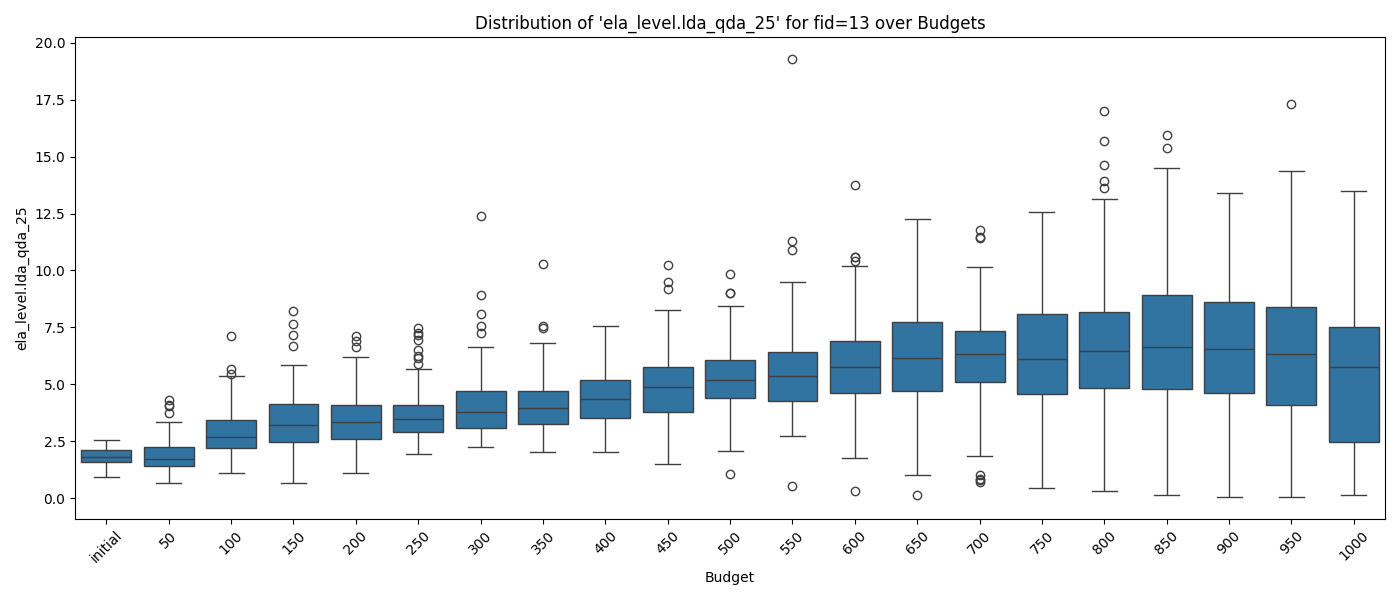 Distribution of 'ela_level.lda_qda_25' for fid=13 over Budgets
ela_level.lda_qda_25
20.0
17.5
15.0
12.5
10.0
7.5
5.0
2.5
0.0
initial 50 100 150 200 250 300 350 400 450 500 550 600 650 700 750 800 850 900 950 1000
Budget